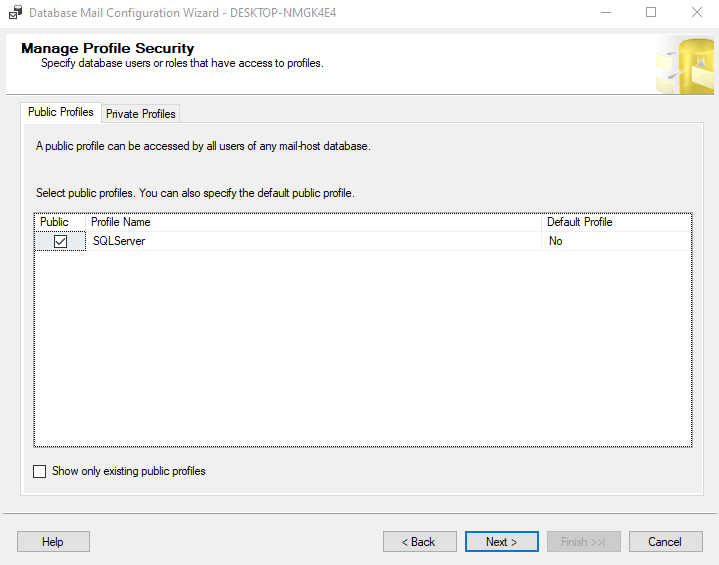 Database Mail Configuration Wizard - DESKTOP-NMGK4E4
Manage Profile Security
Specify database users or roles that have access to profiles.
Public Profiles
Private Profiles
A public profile can be accessed by all users of any mail-host database.
Select public profiles. You can also specify the default public profile.
Public Profile Name Default Profile
SQLServer No
Show only existing public profiles
Help < Back Next > Finish >>| Cancel